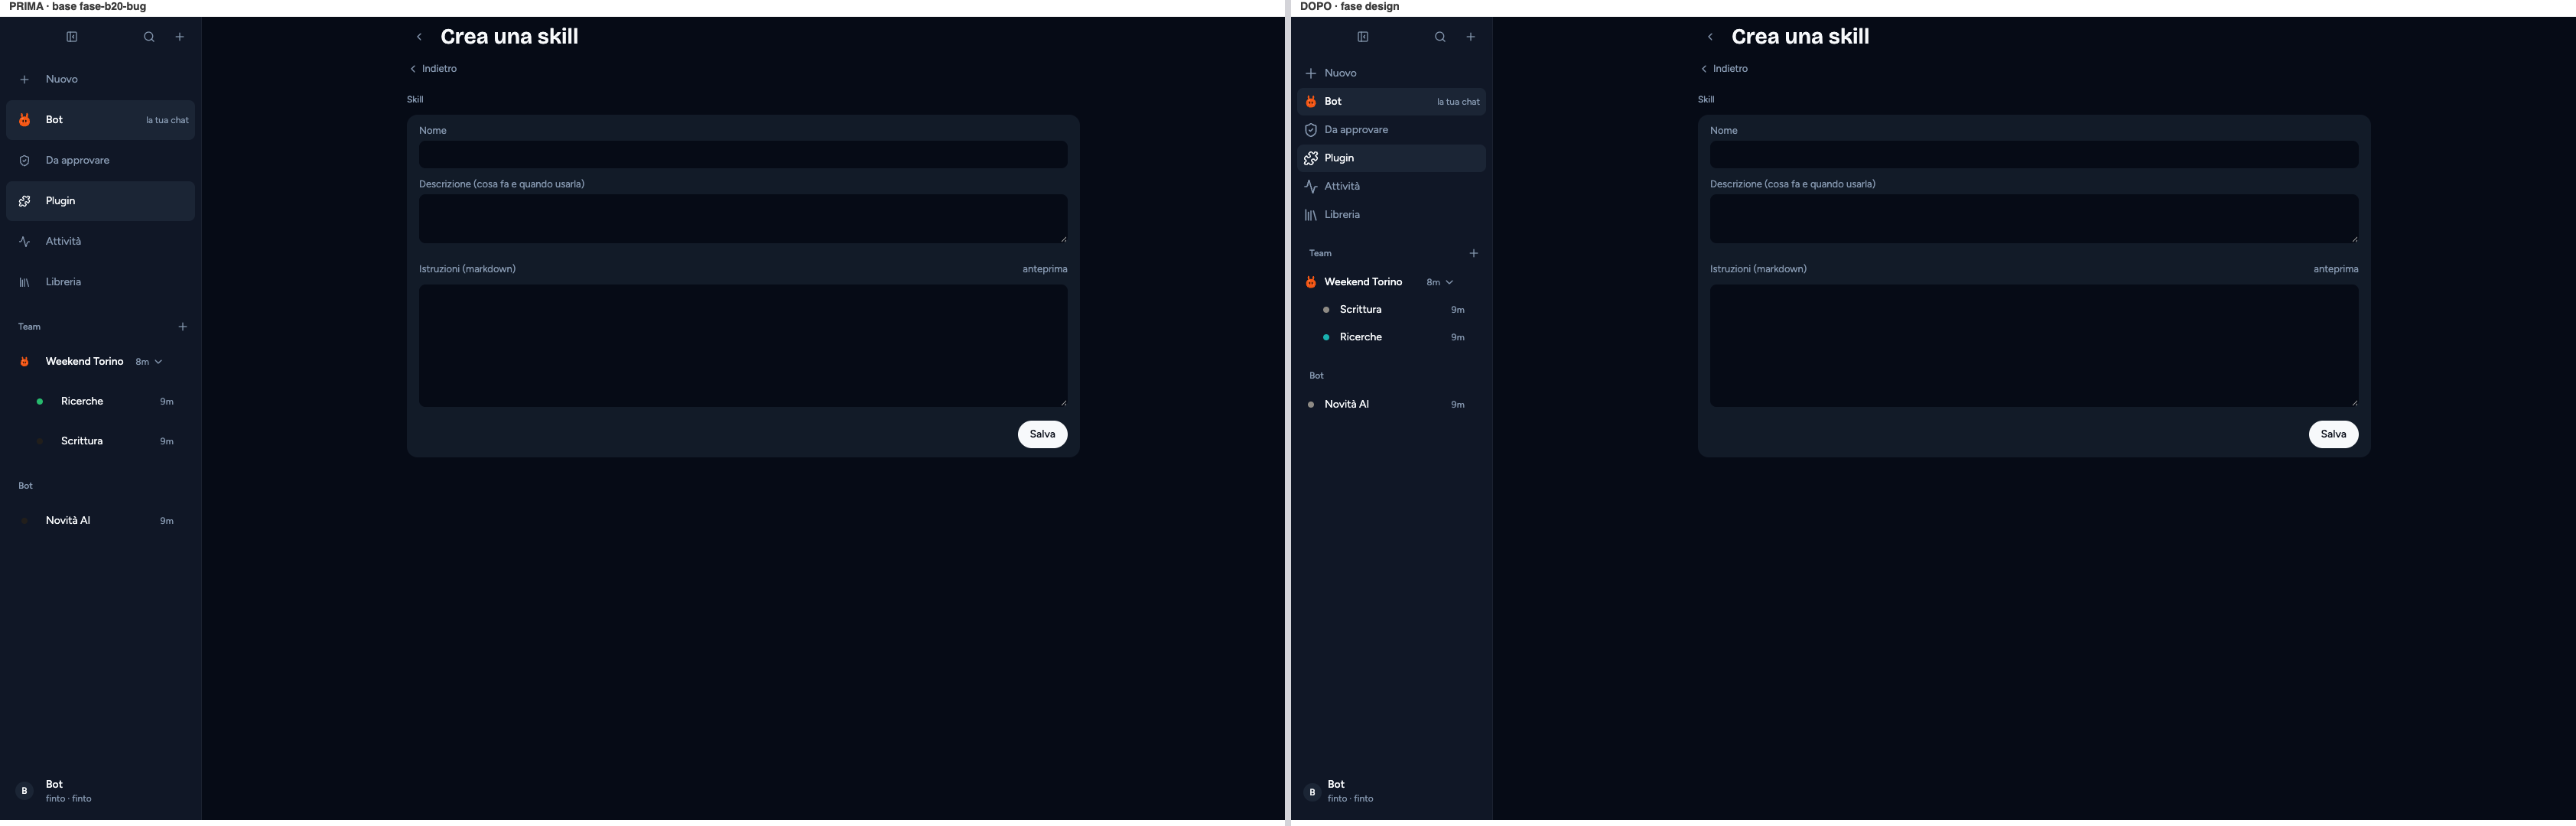 PRIMA · base fase-b20-bug
Nuovo
Bot la tua chat
Da approvare
Plugin
Attività
Libreria
Team
Weekend Torino 8m
Ricerche 9m
Scrittura 9m
Bot
Novità AI 9m
B Bot
finto · finto
Crea una skill
Indietro
Skill
Nome
Descrizione (cosa fa e quando usarla)
Istruzioni (markdown) anteprima
Salva
DOPO · fase design
Nuovo
Bot la tua chat
Da approvare
Plugin
Attività
Libreria
Team
Weekend Torino 8m
Scrittura 9m
Ricerche 9m
Bot
Novità AI 9m
B Bot
finto · finto
Crea una skill
Indietro
Skill
Nome
Descrizione (cosa fa e quando usarla)
Istruzioni (markdown) anteprima
Salva